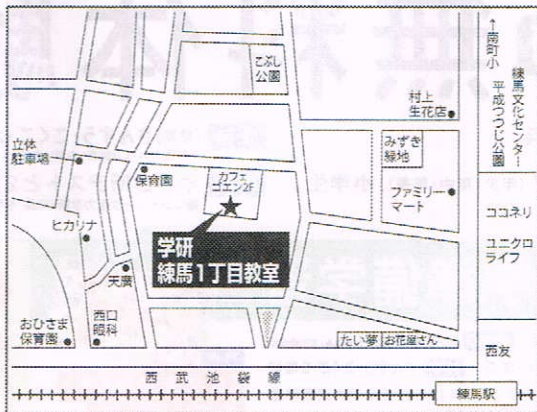 ↑南町小
練馬文化センター
平成つつじ公園
こぶし
公園
村上
生花店
みずき
緑地
立体
駐車場
保育園
カフェ
ゴエン2F
ファミリー
マート
ココネリ
ユニクロ
ライフ
ヒカリナ
学研
練馬1丁目教室
天廣
西口
眼科
おひさま
保育園
たい夢
お花屋さん
西友
西武池袋線
練馬駅